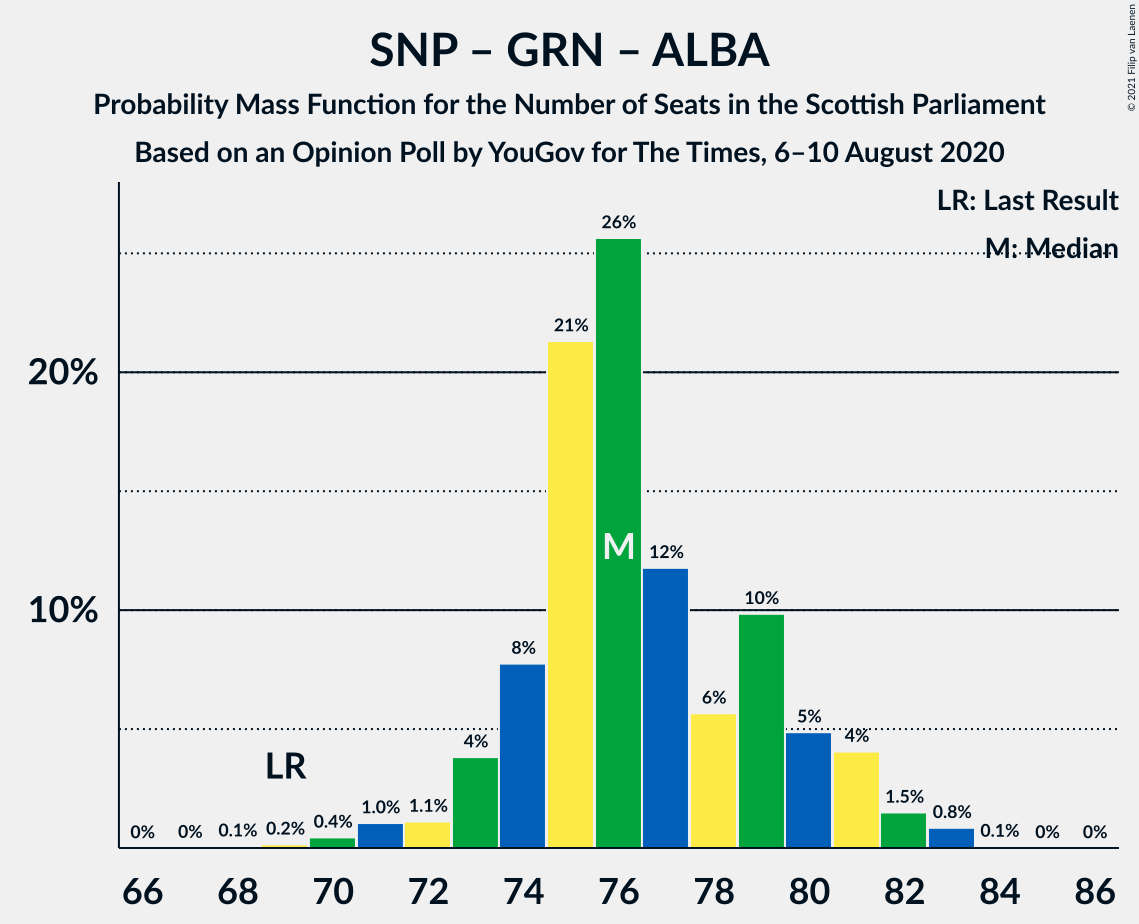 SNP – GRN – ALBA
Probability Mass Function for the Number of Seats in the Scottish Parliament
Based on an Opinion Poll by YouGov for The Times, 6–10 August 2020
© 2021 Filip van Laenen
LR: Last Result
M: Median
20%
10%
0%
0%
0.1%
0.2%
0.4%
1.0%
1.1%
4%
8%
21%
26%
12%
6%
10%
5%
4%
1.5%
0.8%
0.1%
0%
0%
LR
M
66 68 70 72 74 76 78 80 82 84 86